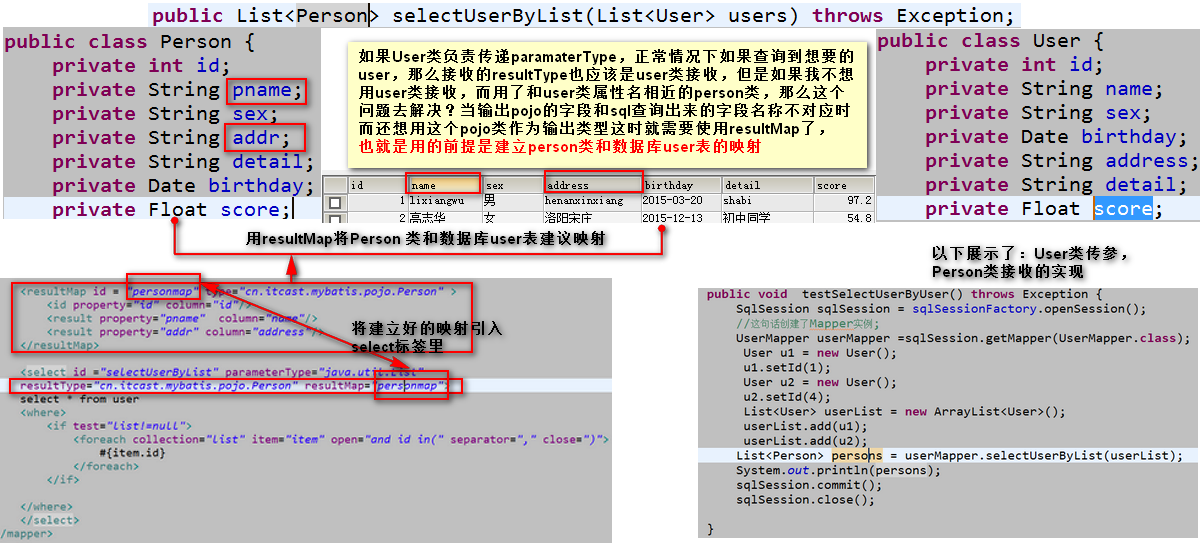 public List<Person> selectUserByList(List<User> users) throws Exception;
public class Person {
private int id;
private String pname;
private String sex;
private String addr;
private String detail;
private Date birthday;
private Float score;
如果User类负责传递paramaterType，正常情况下如果查询到想要的
user，那么接收的resultType也应该是user类接收，但是如果我不想
用user类接收，而用了和user类属性名相近的person类，那么这个
问题去解决？当输出pojo的字段和sql查询出来的字段名称不对应时
而还想用这个pojo类作为输出类型这时就需要使用resultMap了，
也就是用的前提是建立person类和数据库user表的映射
public class User {
private int id;
private String name;
private String sex;
private Date birthday;
private String address;
private String detail;
private Float score;
id name sex address birthday detail score
1 lixiangwu 男 henanxinxiang 2015-03-20 shabi 97.2
2 高志华 女 洛阳宋庄 2015-12-13 初中同学 54.8
用resultMap将Person 类和数据库user表建议映射
<resultMap id = "personmap" type="cn.itcast.mybatis.pojo.Person" >
<id property="id" column="id"/>
<result property="pname" column="name"/>
<result property="addr" column="address"/>
</resultMap>
将建立好的映射引入
select标签里
<select id ="selectUserByList" parameterType="java.util.List"
resultType="cn.itcast.mybatis.pojo.Person" resultMap="personmap">
select * from user
<where>
<if test="list!=null">
<foreach collection="list" item="item" open="and id in(" separator="," close=")">
#{item.id}
</foreach>
</if>
</where>
</select>
/mapper>
以下展示了：User类传参，
Person类接收的实现
public void testSelectUserByUser() throws Exception {
SqlSession sqlSession = sqlSessionFactory.openSession();
//这句话创建了Mapper实例;
UserMapper userMapper =sqlSession.getMapper(UserMapper.class);
User u1 = new User();
u1.setId(1);
User u2 = new User();
u2.setId(4);
List<User> userList = new ArrayList<User>();
userList.add(u1);
userList.add(u2);
List<Person> persons = userMapper.selectUserByList(userList);
System.out.println(persons);
sqlSession.commit();
sqlSession.close();
}